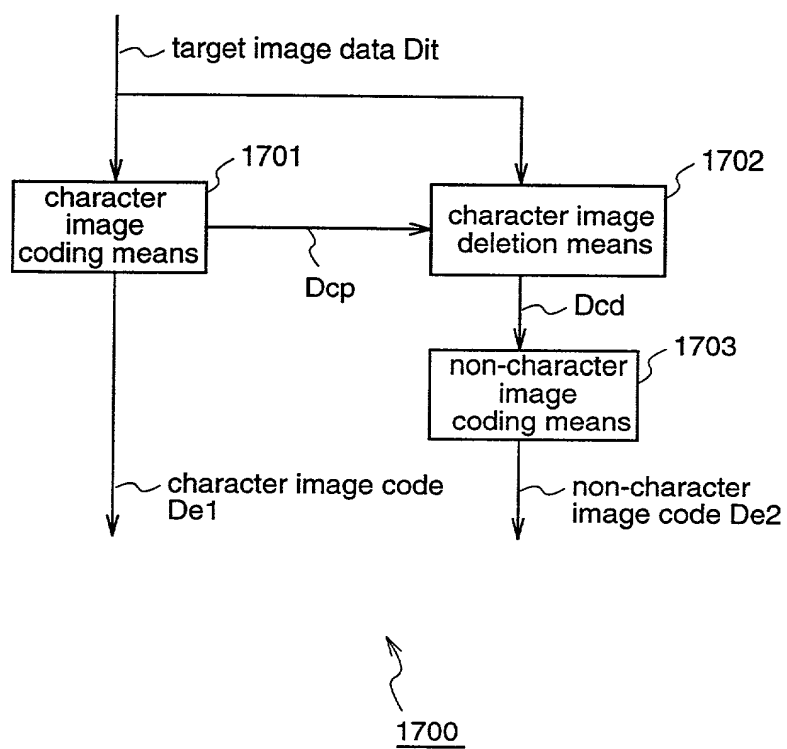 target image data Dit
1701
character
image
coding means
1702
character image
deletion means
Dcp
Dcd
1703
non-character
image
coding means
character image code
De1
non-character
image code De2
1700